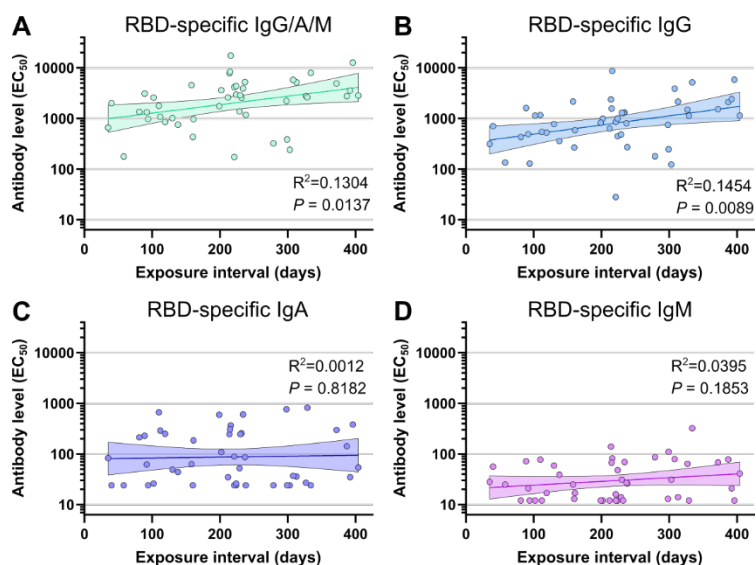 A RBD-specific IgG/A/M
Antibody level (EC50)
10000
1000
100
10
R2=0.1304
P = 0.0137
0 100 200 300 400
Exposure interval (days)
B RBD-specific IgG
Antibody level (EC50)
10000
1000
100
10
R2=0.1454
P = 0.0089
0 100 200 300 400
Exposure interval (days)
C RBD-specific IgA
Antibody level (EC50)
10000
1000
100
10
R2=0.0012
P = 0.8182
0 100 200 300 400
Exposure interval (days)
D RBD-specific IgM
Antibody level (EC50)
10000
1000
100
10
R2=0.0395
P = 0.1853
0 100 200 300 400
Exposure interval (days)